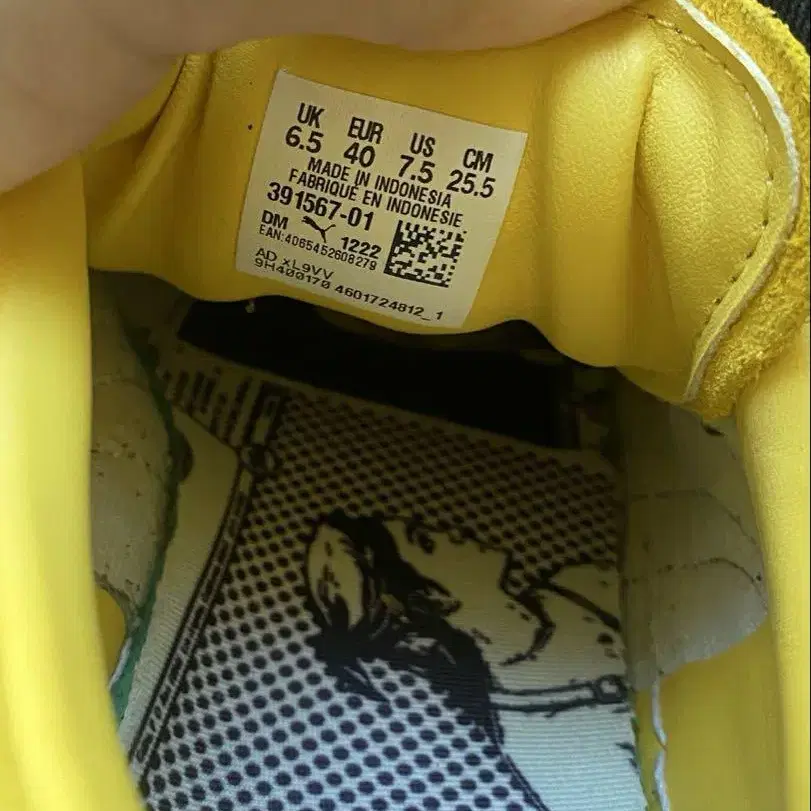 UK EUR US CM
6.5 40 7.5 25.5
MADE IN INDONESIA
FABRIQUÉ EN INDONESIE
391567-01
DM 1222
EAN:4065452608279
AD xL9VV
9H400170 4601724812_1